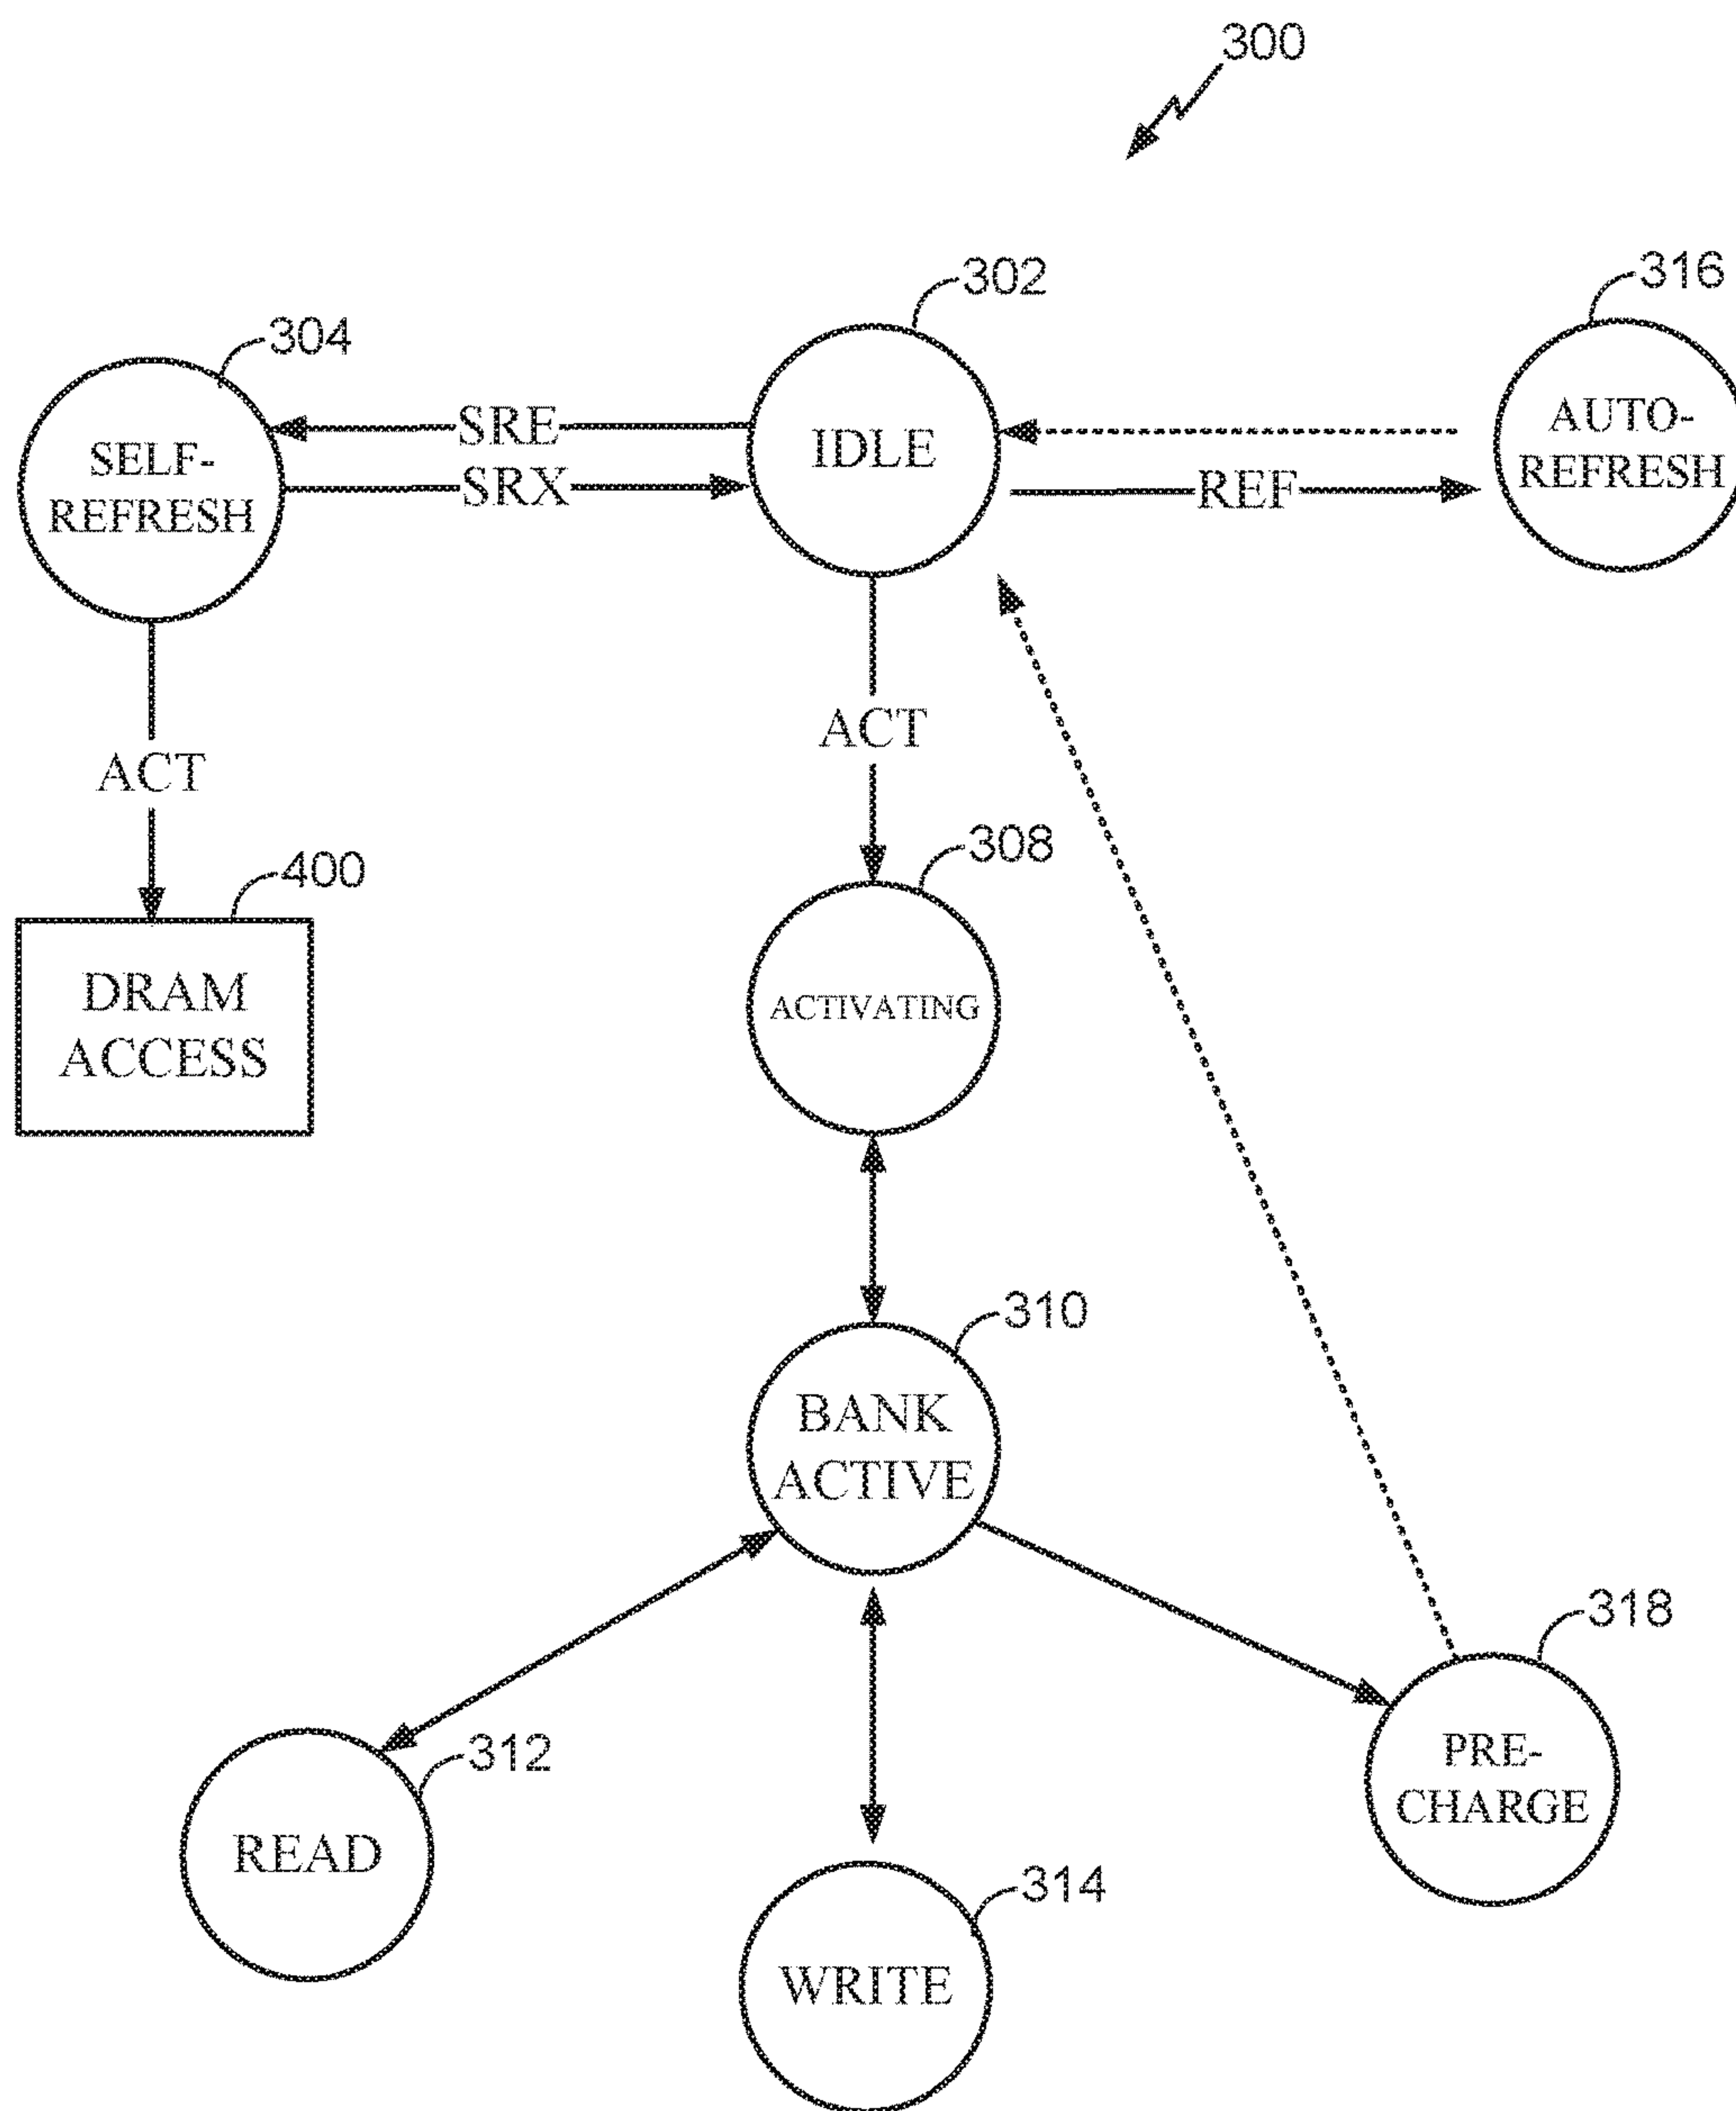 300
302
316
304
SRE
IDLE
AUTO-
REFRESH
SELF-
REFRESH
SRX
REF
ACT
ACT
308
400
DRAM
ACCESS
ACTIVATING
310
BANK
ACTIVE
318
312
PRE-
CHARGE
READ
314
WRITE